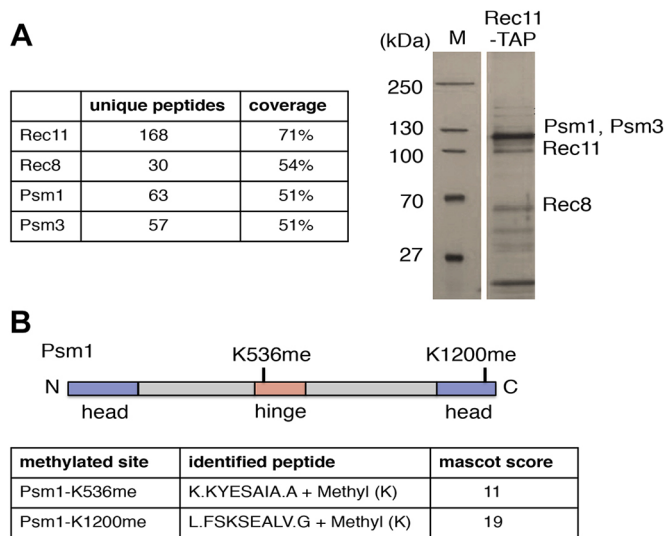 A
unique peptides coverage
Rec11 168 71%
Rec8 30 54%
Psm1 63 51%
Psm3 57 51%
Rec11
-TAP
(kDa) M
250
130
100
70
27
Psm1, Psm3
Rec11
Rec8
B
Psm1
K536me K1200me
N C
head hinge head
methylated site identified peptide mascot score
Psm1-K536me K.KYESAIA.A + Methyl (K) 11
Psm1-K1200me L.FSKSEALV.G + Methyl (K) 19